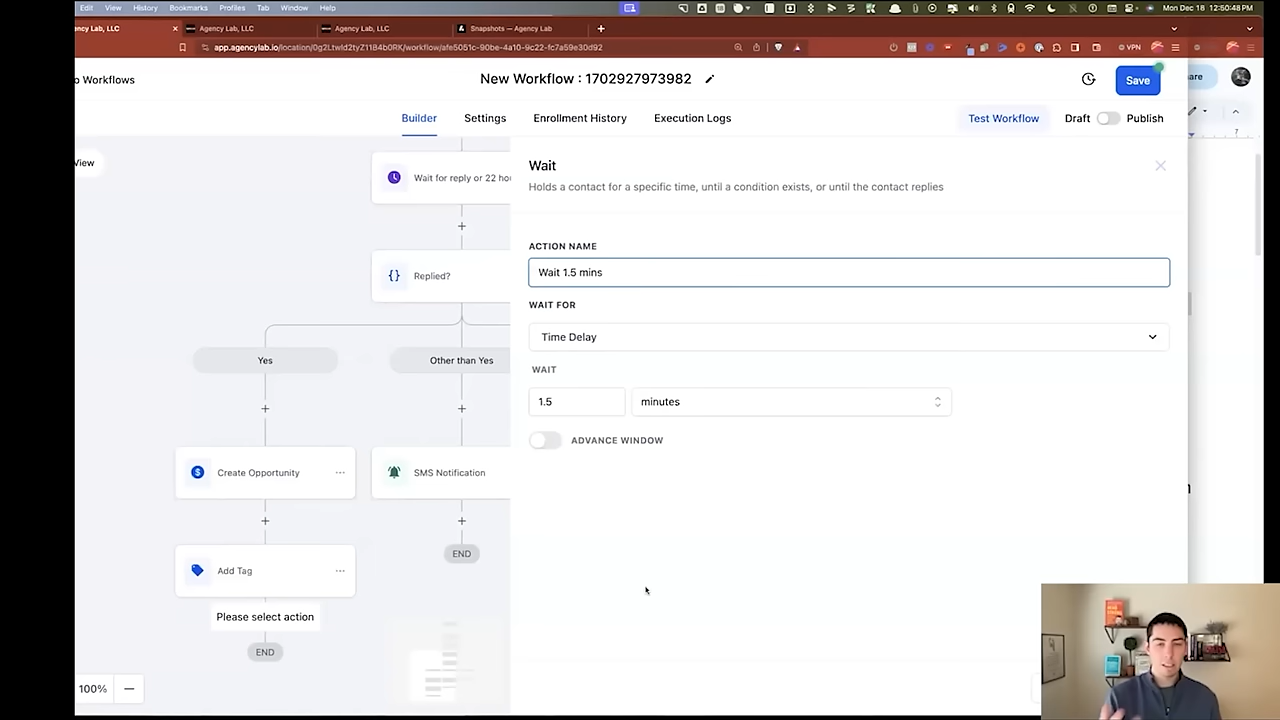 Edit View History Bookmarks Profiles Tab Window Help
Mon Dec 18 12:50:48 PM
ency Lab, LLC
Agency Lab, LLC
Agency Lab, LLC
Snapshots — Agency Lab
app.agencylab.io/location/0g2Ltwld2tyZ11B4b0RK/workflow/afe5051c-90be-4a10-9c22-fc7a59e30d92
VPN
o Workflows
New Workflow : 1702927973982
Save
are
Builder
Settings
Enrollment History
Execution Logs
Test Workflow
Draft
Publish
7
View
Wait for reply or 22 hou
Replied?
Yes
Other than Yes
Create Opportunity
SMS Notification
END
Add Tag
Please select action
END
100%
Wait
Holds a contact for a specific time, until a condition exists, or until the contact replies
ACTION NAME
Wait 1.5 mins
WAIT FOR
Time Delay
WAIT
1.5 minutes
ADVANCE WINDOW